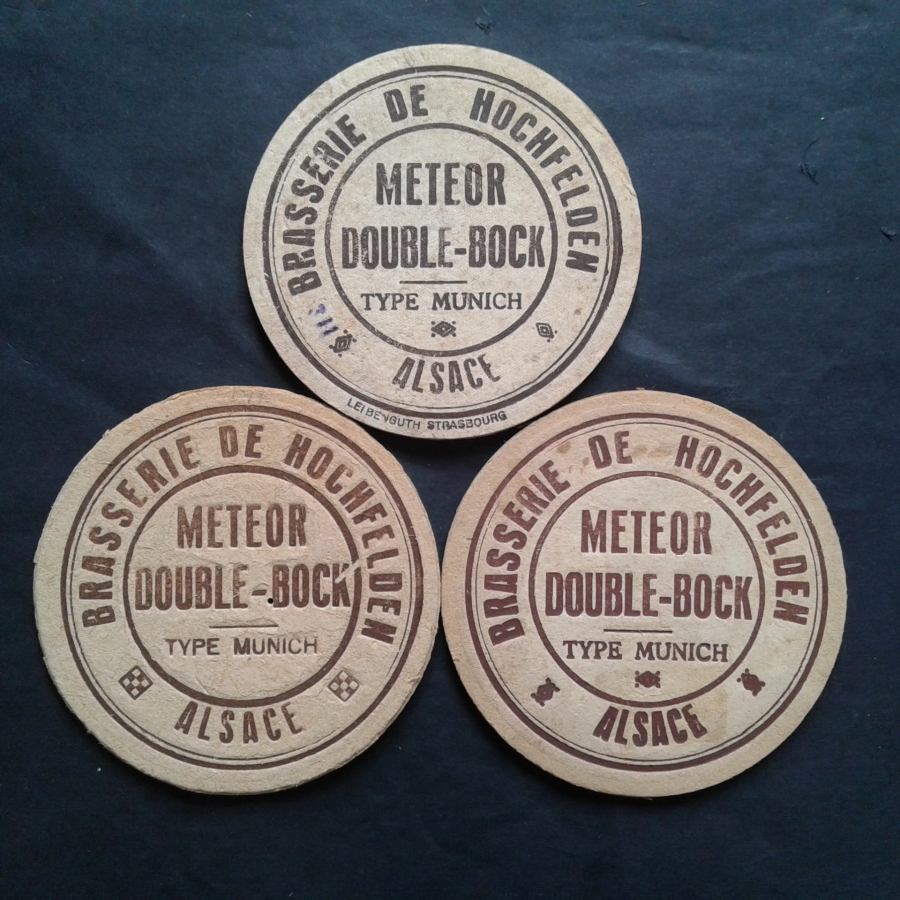 BRASSERIE DE HOCHFELDEN
METEOR
DOUBLE-BOCK
TYPE MUNICH
ALSACE
LEIBENGUTH STRASBOURG
BRASSERIE DE HOCHFELDEN
METEOR
DOUBLE-BOCK
TYPE MUNICH
ALSACE
BRASSERIE DE HOCHFELDEN
METEOR
DOUBLE-BOCK
TYPE MUNICH
ALSACE